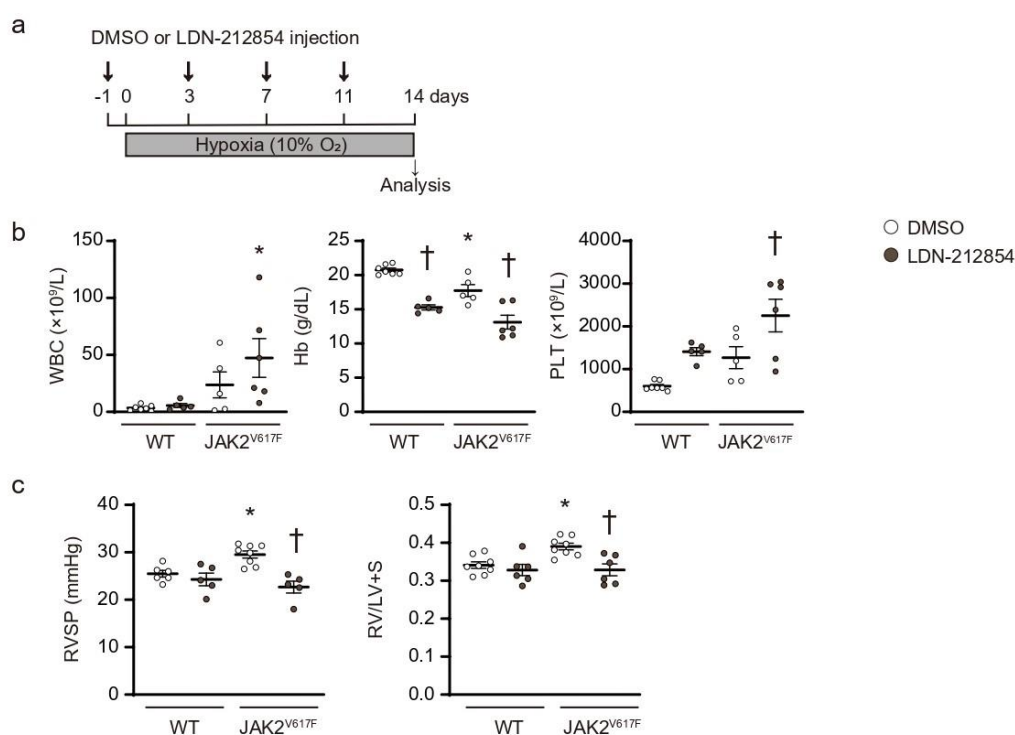 a
DMSO or LDN-212854 injection
-1 0 3 7 11 14 days
Hypoxia (10% O₂)
Analysis
b
DMSO
LDN-212854
WBC (×10⁹/L)
150
100
50
0
*
WT JAK2ⱽ⁶¹⁷ᶠ
Hb (g/dL)
25
20
15
10
5
0
† * †
WT JAK2ⱽ⁶¹⁷ᶠ
PLT (×10⁹/L)
4000
3000
2000
1000
0
†
WT JAK2ⱽ⁶¹⁷ᶠ
c
RVSP (mmHg)
40
30
20
10
0
* †
WT JAK2ⱽ⁶¹⁷ᶠ
RV/LV+S
0.5
0.4
0.3
0.2
0.1
0.0
* †
WT JAK2ⱽ⁶¹⁷ᶠ